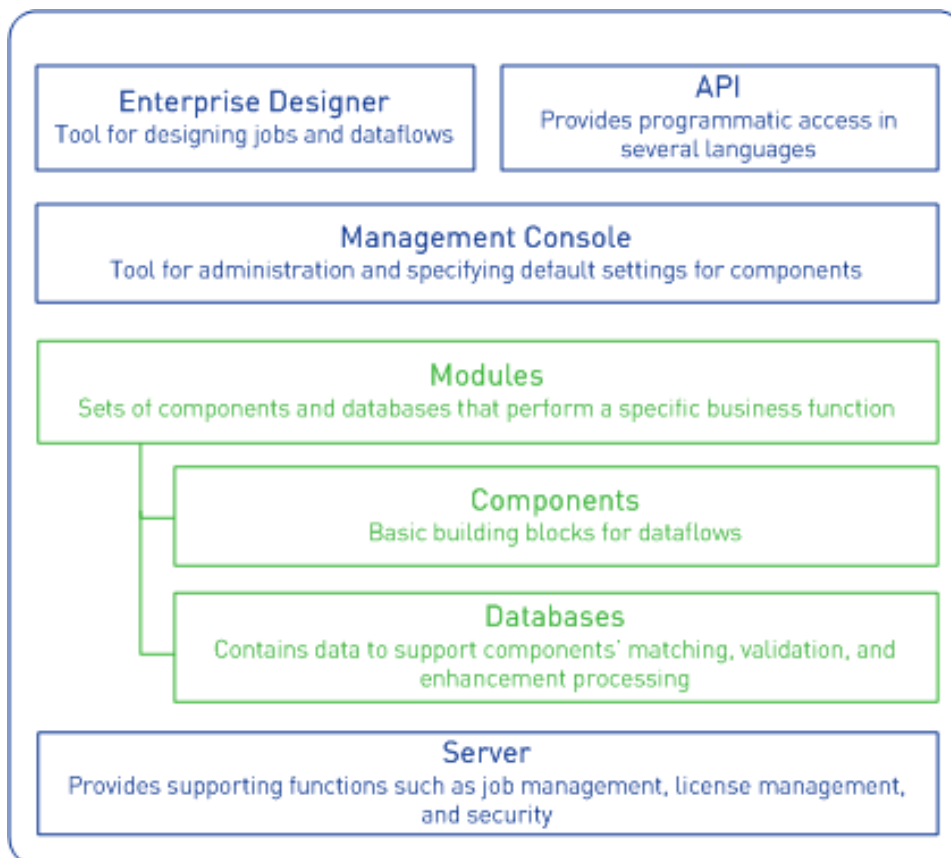 Enterprise Designer
Tool for designing jobs and dataflows
API
Provides programmatic access in
several languages
Management Console
Tool for administration and specifying default settings for components
Modules
Sets of components and databases that perform a specific business function
Components
Basic building blocks for dataflows
Databases
Contains data to support components' matching, validation, and
enhancement processing
Server
Provides supporting functions such as job management, license management,
and security